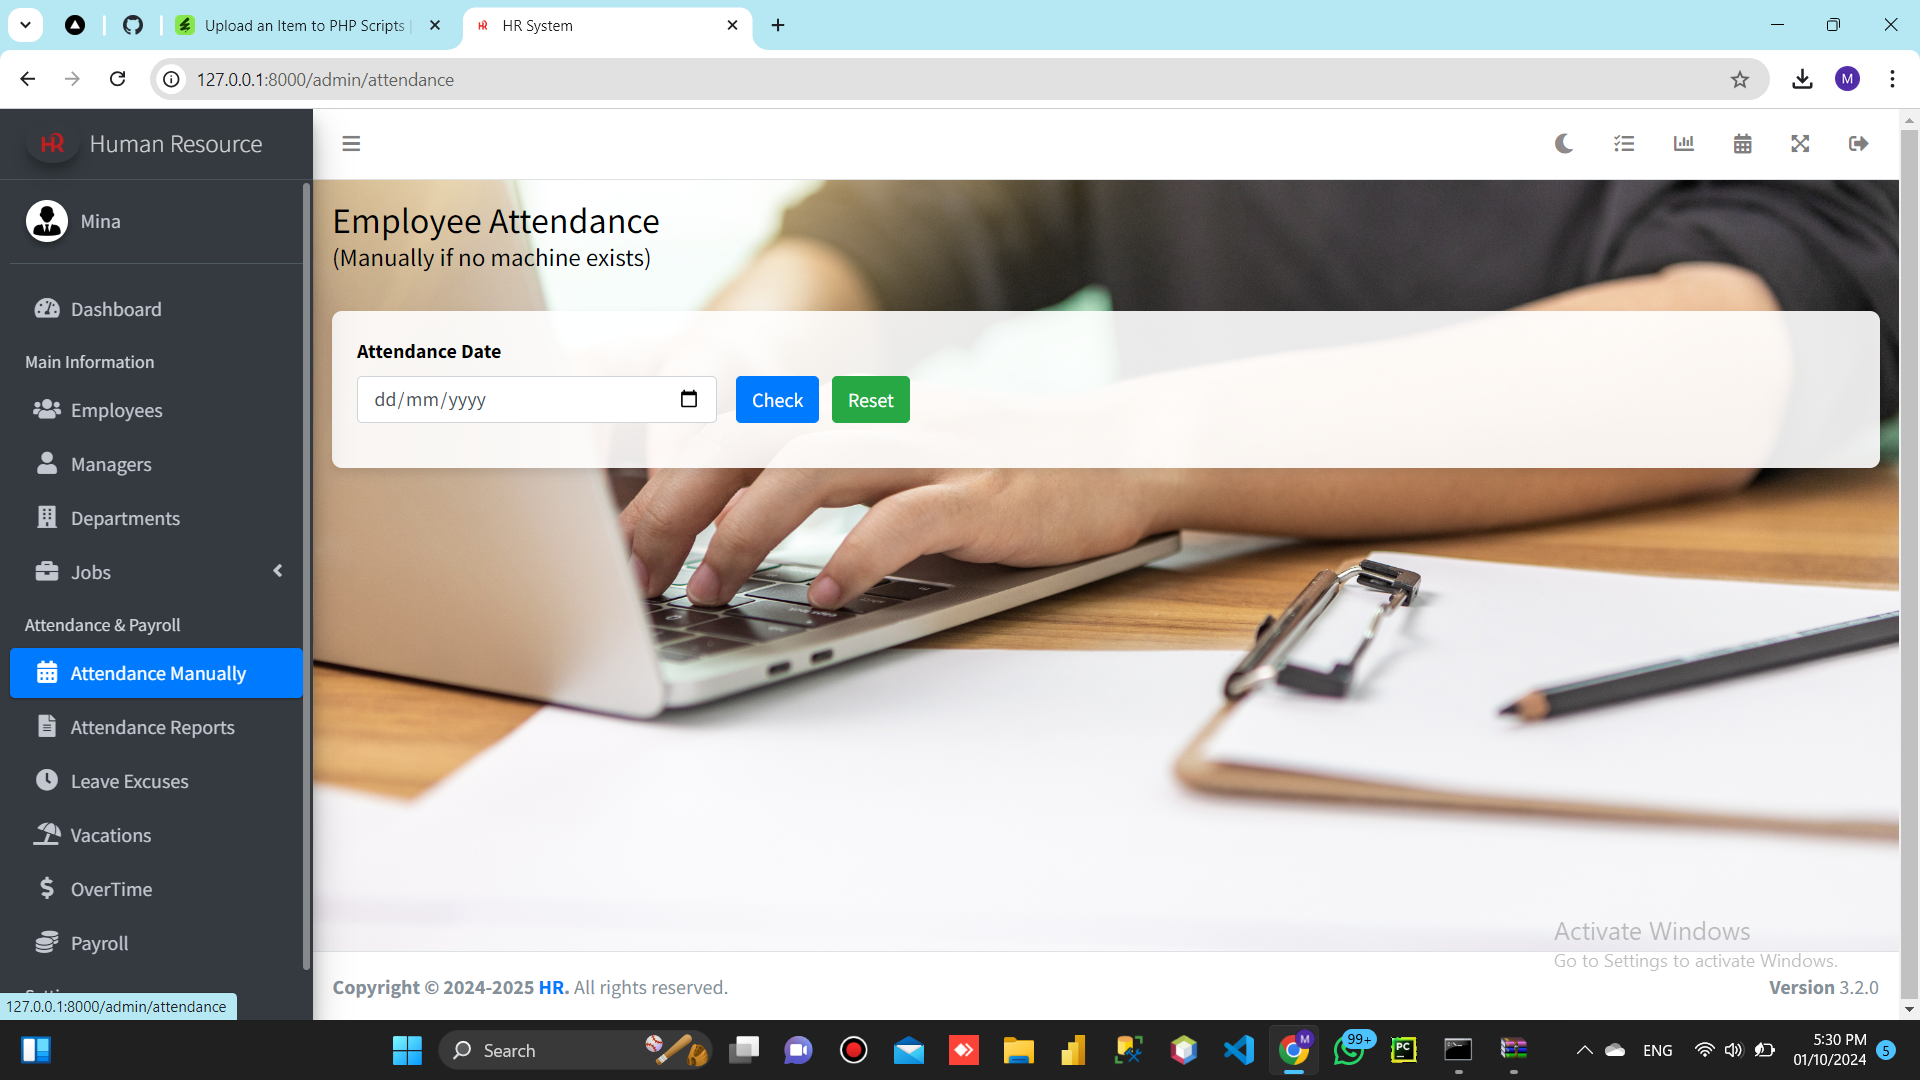 Upload an Item to PHP Scripts |
HR System
127.0.0.1:8000/admin/attendance
M
HR
Human Resource
Mina
Dashboard
Main Information
Employees
Managers
Departments
Jobs
Attendance & Payroll
Attendance Manually
Attendance Reports
Leave Excuses
Vacations
OverTime
Payroll
127.0.0.1:8000/admin/attendance
Employee Attendance
(Manually if no machine exists)
Attendance Date
dd/mm/yyyy
Check
Reset
Activate Windows
Go to Settings to activate Windows.
Copyright © 2024-2025 HR. All rights reserved.
Version 3.2.0
Search
M
99+
PC
ENG
5:30 PM
01/10/2024
5